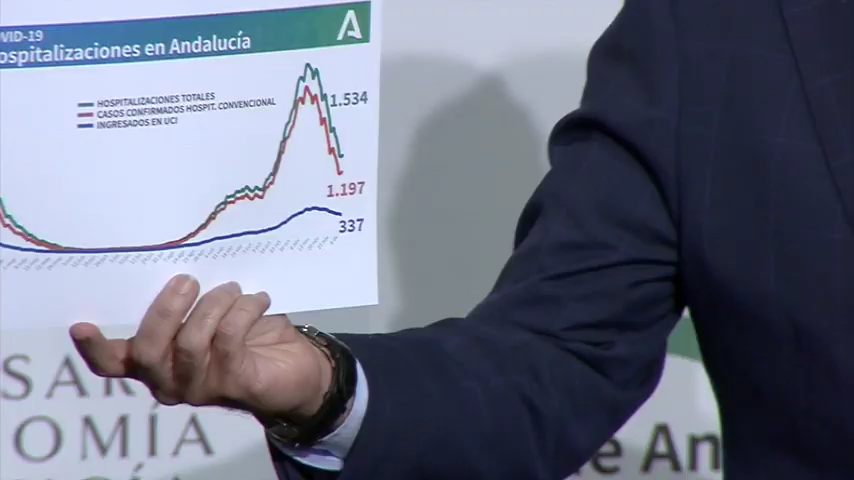 OVID-19
ospitalizaciones en Andalucía
HOSPITALIZACIONES TOTALES
CASOS CONFIRMADOS HOSPIT. CONVENCIONAL
INGRESADOS EN UCI
1.534
1.197
337
SAR
OMÍA
GÍA
e An